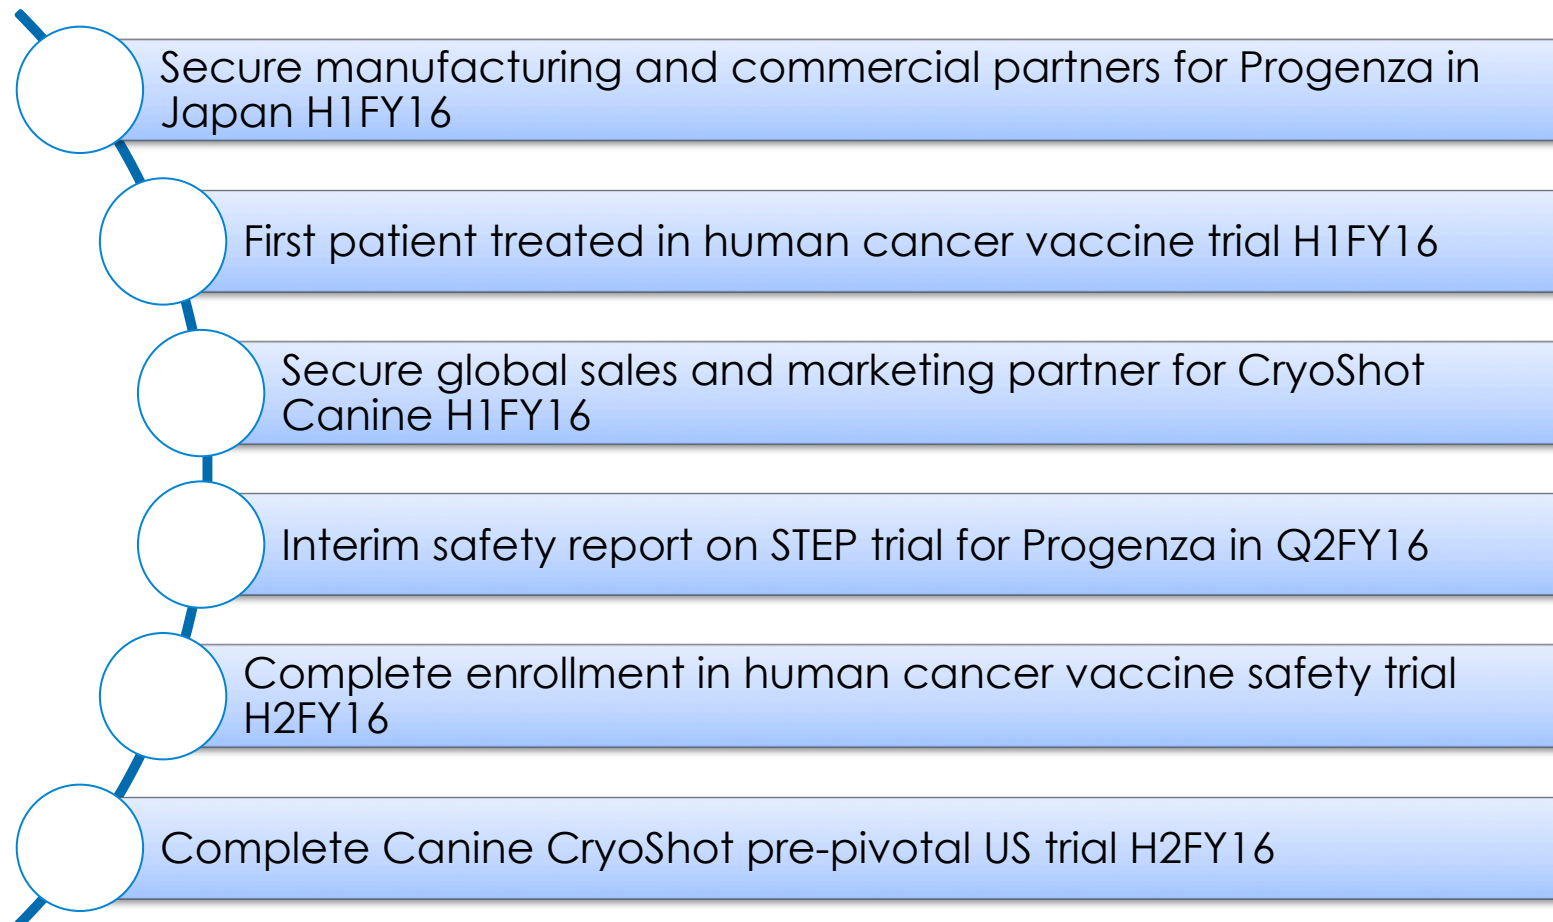 Secure manufacturing and commercial partners for Progenza in
Japan H1FY16
First patient treated in human cancer vaccine trial H1FY16
Secure global sales and marketing partner for CryoShot
Canine H1FY16
Interim safety report on STEP trial for Progenza in Q2FY16
Complete enrollment in human cancer vaccine safety trial
H2FY16
Complete Canine CryoShot pre-pivotal US trial H2FY16